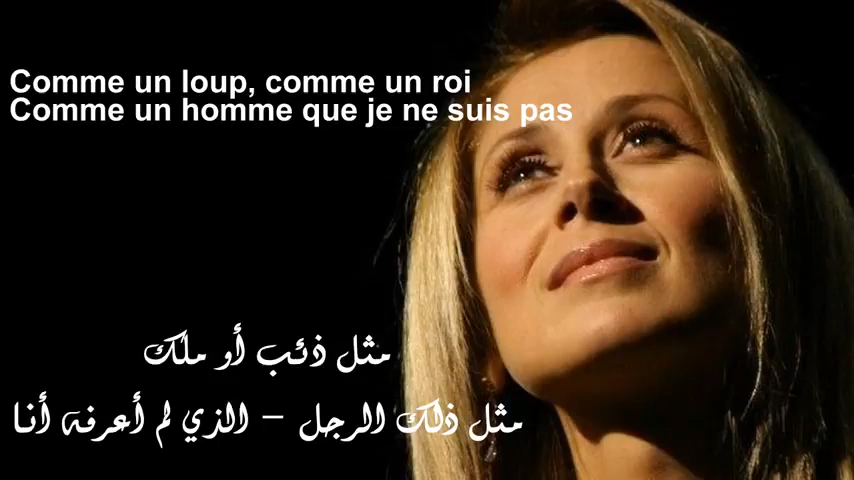 Comme un loup, comme un roi
Comme un homme que je ne suis pas
مثل ذئب أو ملك
مثل ذلك الرجل - الذي لم أعرفه أنا